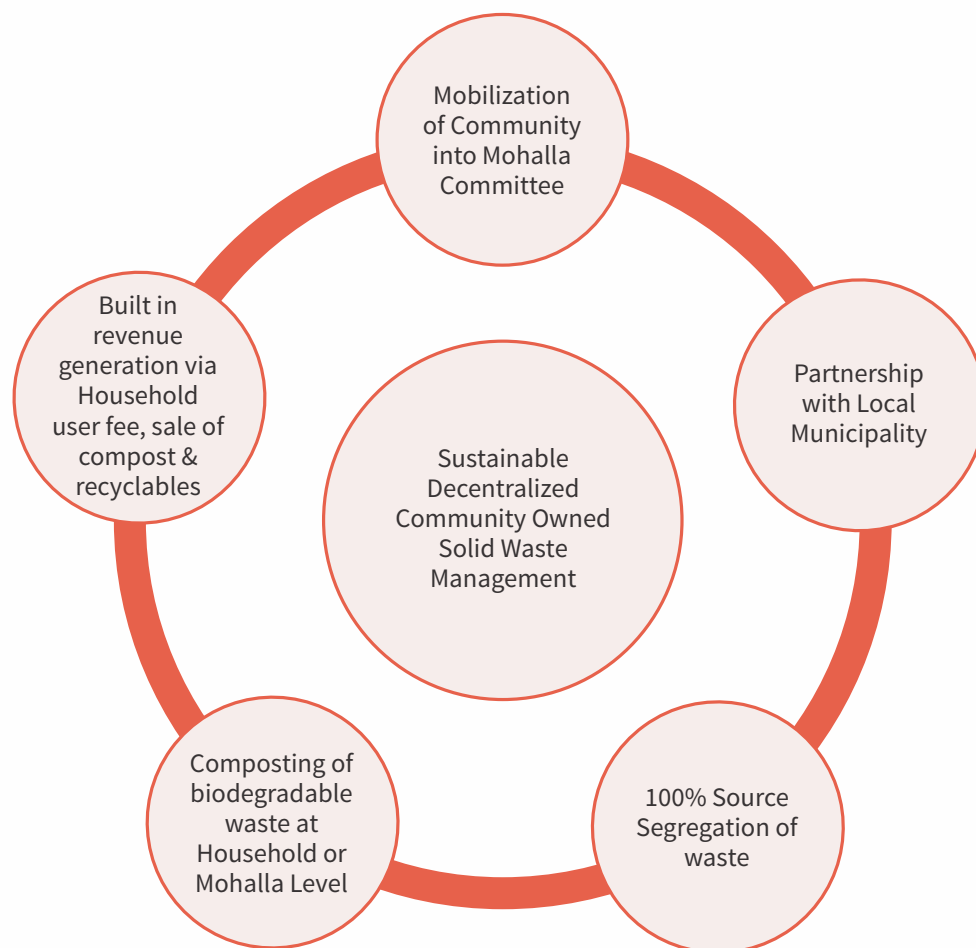 Mobilization
of Community
into Mohalla
Committee
Partnership
with Local
Municipality
100% Source
Segregation of
waste
Composting of
biodegradable
waste at
Household or
Mohalla Level
Built in
revenue
generation via
Household
user fee, sale of
compost &
recyclables
Sustainable
Decentralized
Community Owned
Solid Waste
Management